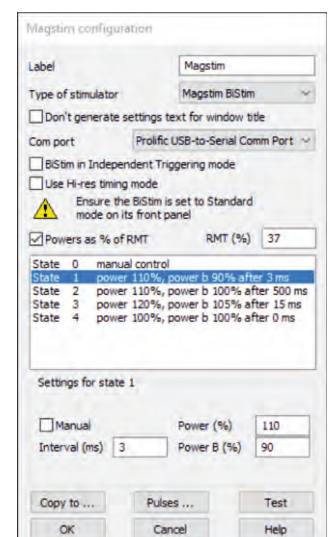 Magstim configuration
Label Magstim
Type of stimulator Magstim BiStim
Don't generate settings text for window title
Com port Prolific USB-to-Serial Comm Port
BiStim in Independent Triggering mode
Use Hi-res timing mode
Ensure the BiStim is set to Standard
mode on its front panel
Powers as % of RMT RMT (%) 37
State 0 manual control
State 1 power 110%, power b 90% after 3 ms
State 2 power 110%, power b 100% after 500 ms
State 3 power 120%, power b 105% after 15 ms
State 4 power 100%, power b 100% after 0 ms
Settings for state 1
Manual Power (%) 110
Interval (ms) 3 Power B (%) 90
Copy to ... Pulses ... Test
OK Cancel Help